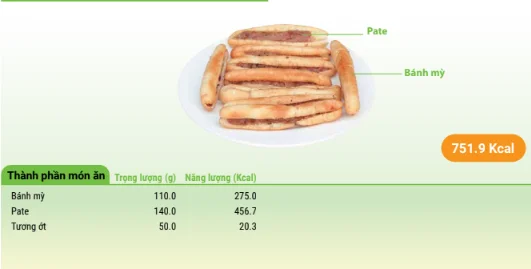 Pate
Bánh mỳ
751.9 Kcal
Thành phần món ăn Trọng lượng (g) Năng lượng (Kcal)
Bánh mỳ 110.0 275.0
Pate 140.0 456.7
Tương ớt 50.0 20.3